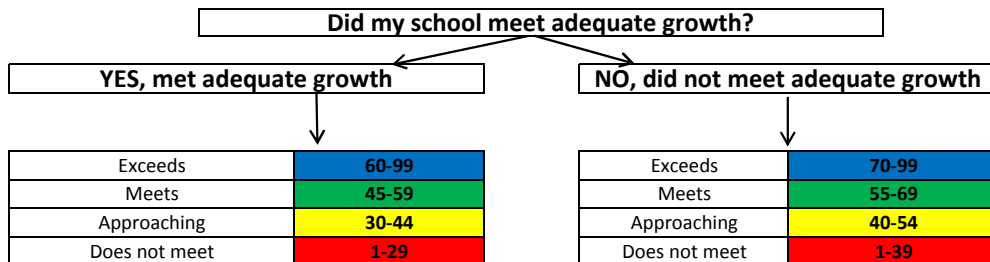 Did my school meet adequate growth?
YES, met adequate growth
NO, did not meet adequate growth
Exceeds 60-99
Meets 45-59
Approaching 30-44
Does not meet 1-29
Exceeds 70-99
Meets 55-69
Approaching 40-54
Does not meet 1-39